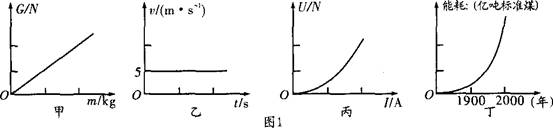 G/N
O
m/kg
甲
v/(m·s⁻¹)
5
O
t/s
乙
U/N
O
I/A
丙
能耗:(亿吨标准煤)
O
1900 2000 (年)
丁
图1